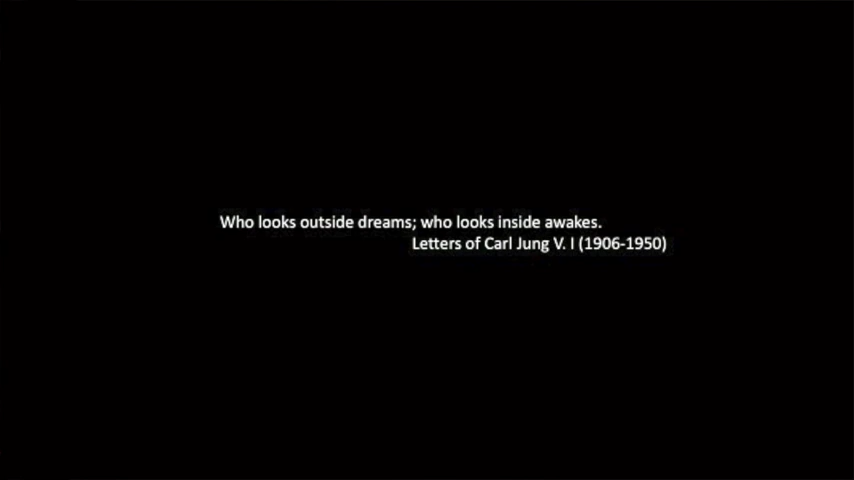 Who looks outside dreams; who looks inside awakes.
Letters of Carl Jung V. I (1906-1950)